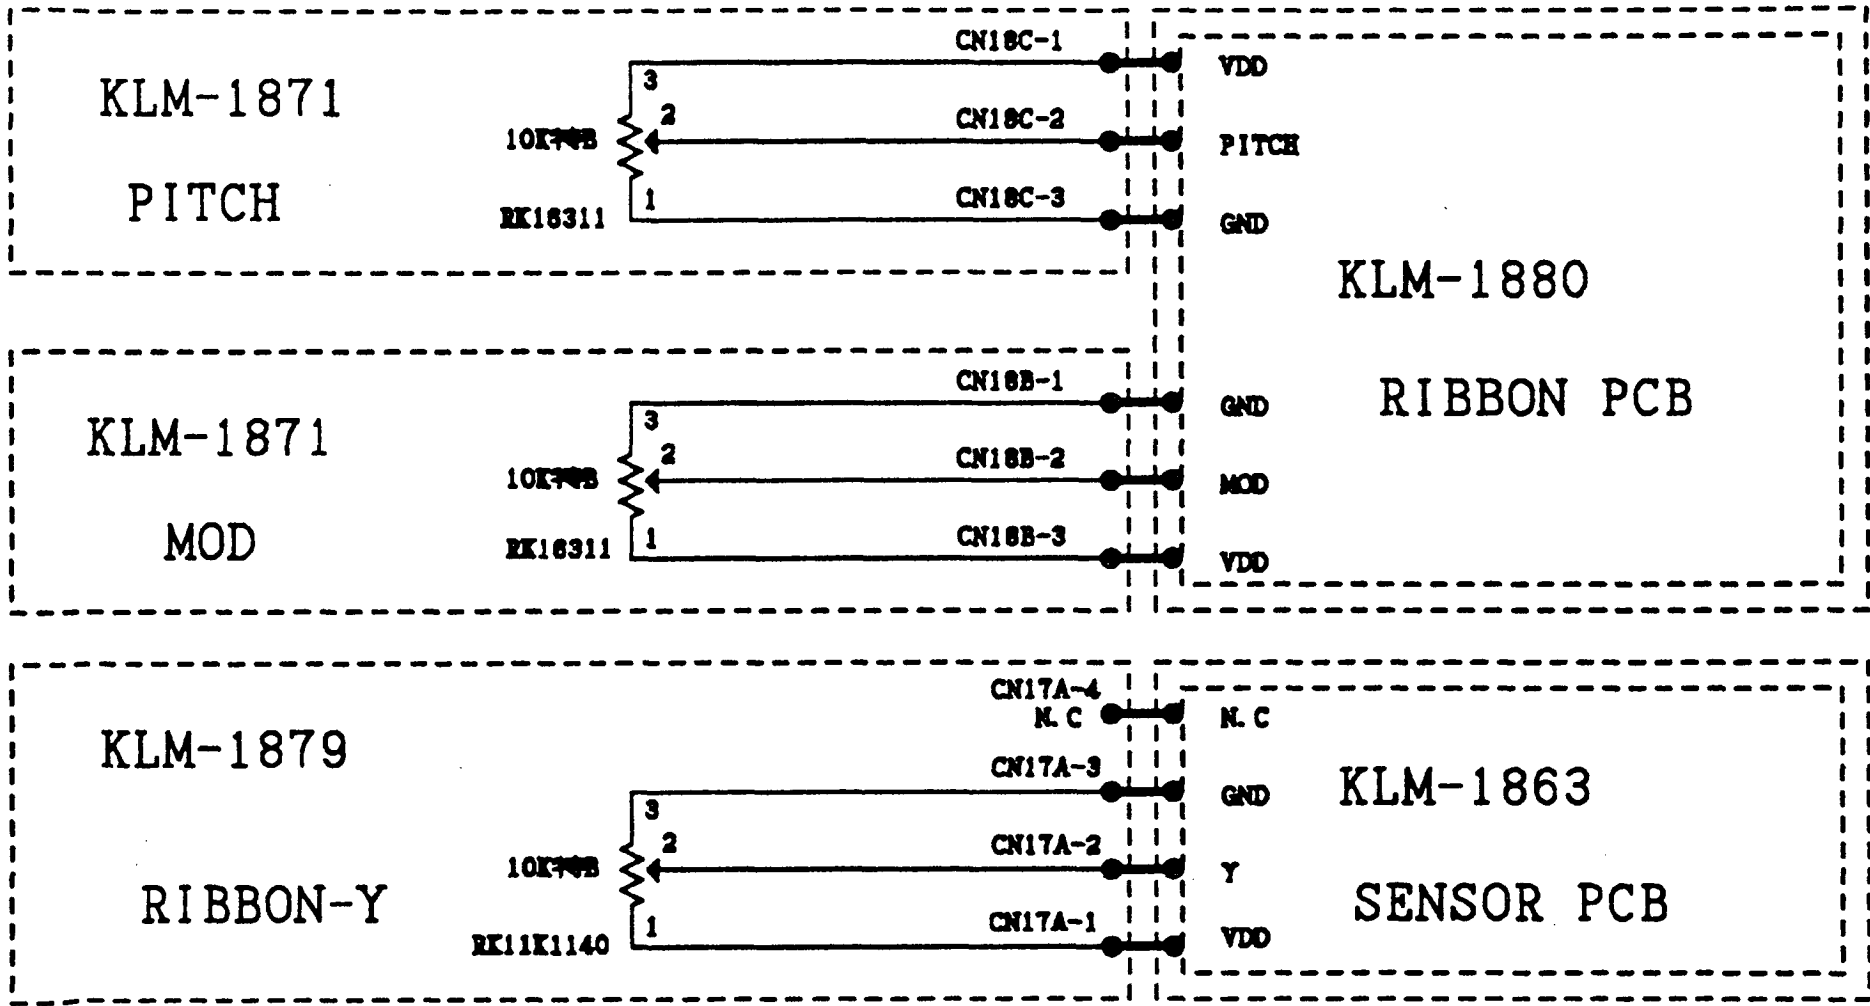 KLM-1871
PITCH
3
2
1
RK16311
CN18C-1
CN18C-2
CN18C-3
VDD
PITCH
GND
KLM-1880
RIBBON PCB
KLM-1871
MOD
3
2
1
RK16311
CN18B-1
CN18B-2
CN18B-3
GND
MOD
VDD
KLM-1879
RIBBON-Y
3
2
1
RK11K1140
CN17A-4
N.C
CN17A-3
CN17A-2
CN17A-1
N.C
GND
Y
VDD
KLM-1863
SENSOR PCB